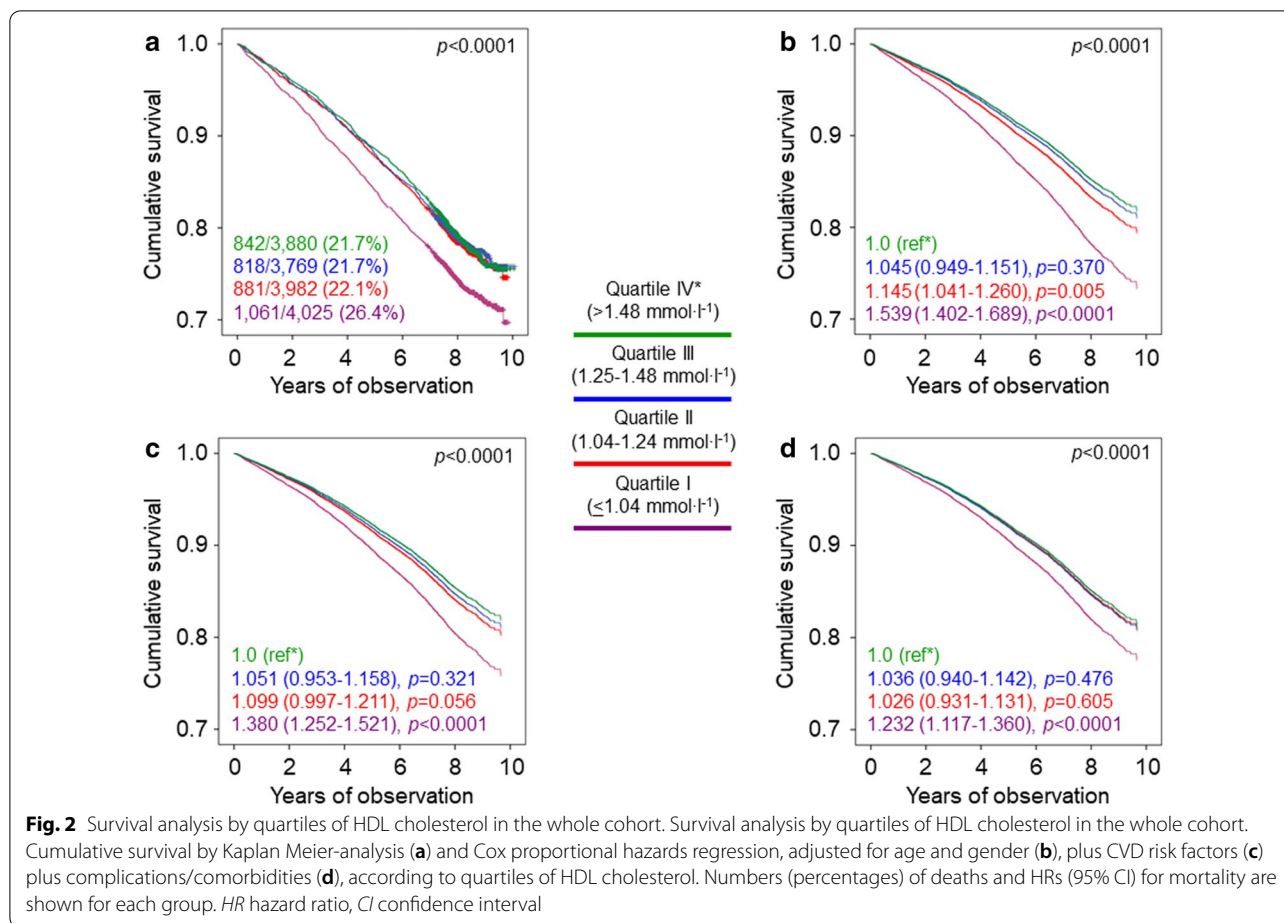 a
p<0.0001
1.0
0.9
0.8
0.7
Cumulative survival
842/3,880 (21.7%)
818/3,769 (21.7%)
881/3,982 (22.1%)
1,061/4,025 (26.4%)
0 2 4 6 8 10
Years of observation
b
p<0.0001
1.0
0.9
0.8
0.7
Cumulative survival
1.0 (ref*)
1.045 (0.949-1.151), p=0.370
1.145 (1.041-1.260), p=0.005
1.539 (1.402-1.689), p<0.0001
0 2 4 6 8 10
Years of observation
Quartile IV*
(>1.48 mmol·l-1)
Quartile III
(1.25-1.48 mmol·l-1)
Quartile II
(1.04-1.24 mmol·l-1)
Quartile I
(≤1.04 mmol·l-1)
c
p<0.0001
1.0
0.9
0.8
0.7
Cumulative survival
1.0 (ref*)
1.051 (0.953-1.158), p=0.321
1.099 (0.997-1.211), p=0.056
1.380 (1.252-1.521), p<0.0001
0 2 4 6 8 10
Years of observation
d
p<0.0001
1.0
0.9
0.8
0.7
Cumulative survival
1.0 (ref*)
1.036 (0.940-1.142), p=0.476
1.026 (0.931-1.131), p=0.605
1.232 (1.117-1.360), p<0.0001
0 2 4 6 8 10
Years of observation
Fig. 2 Survival analysis by quartiles of HDL cholesterol in the whole cohort. Survival analysis by quartiles of HDL cholesterol in the whole cohort.
Cumulative survival by Kaplan Meier-analysis (a) and Cox proportional hazards regression, adjusted for age and gender (b), plus CVD risk factors (c)
plus complications/comorbidities (d), according to quartiles of HDL cholesterol. Numbers (percentages) of deaths and HRs (95% CI) for mortality are
shown for each group. HR hazard ratio, CI confidence interval